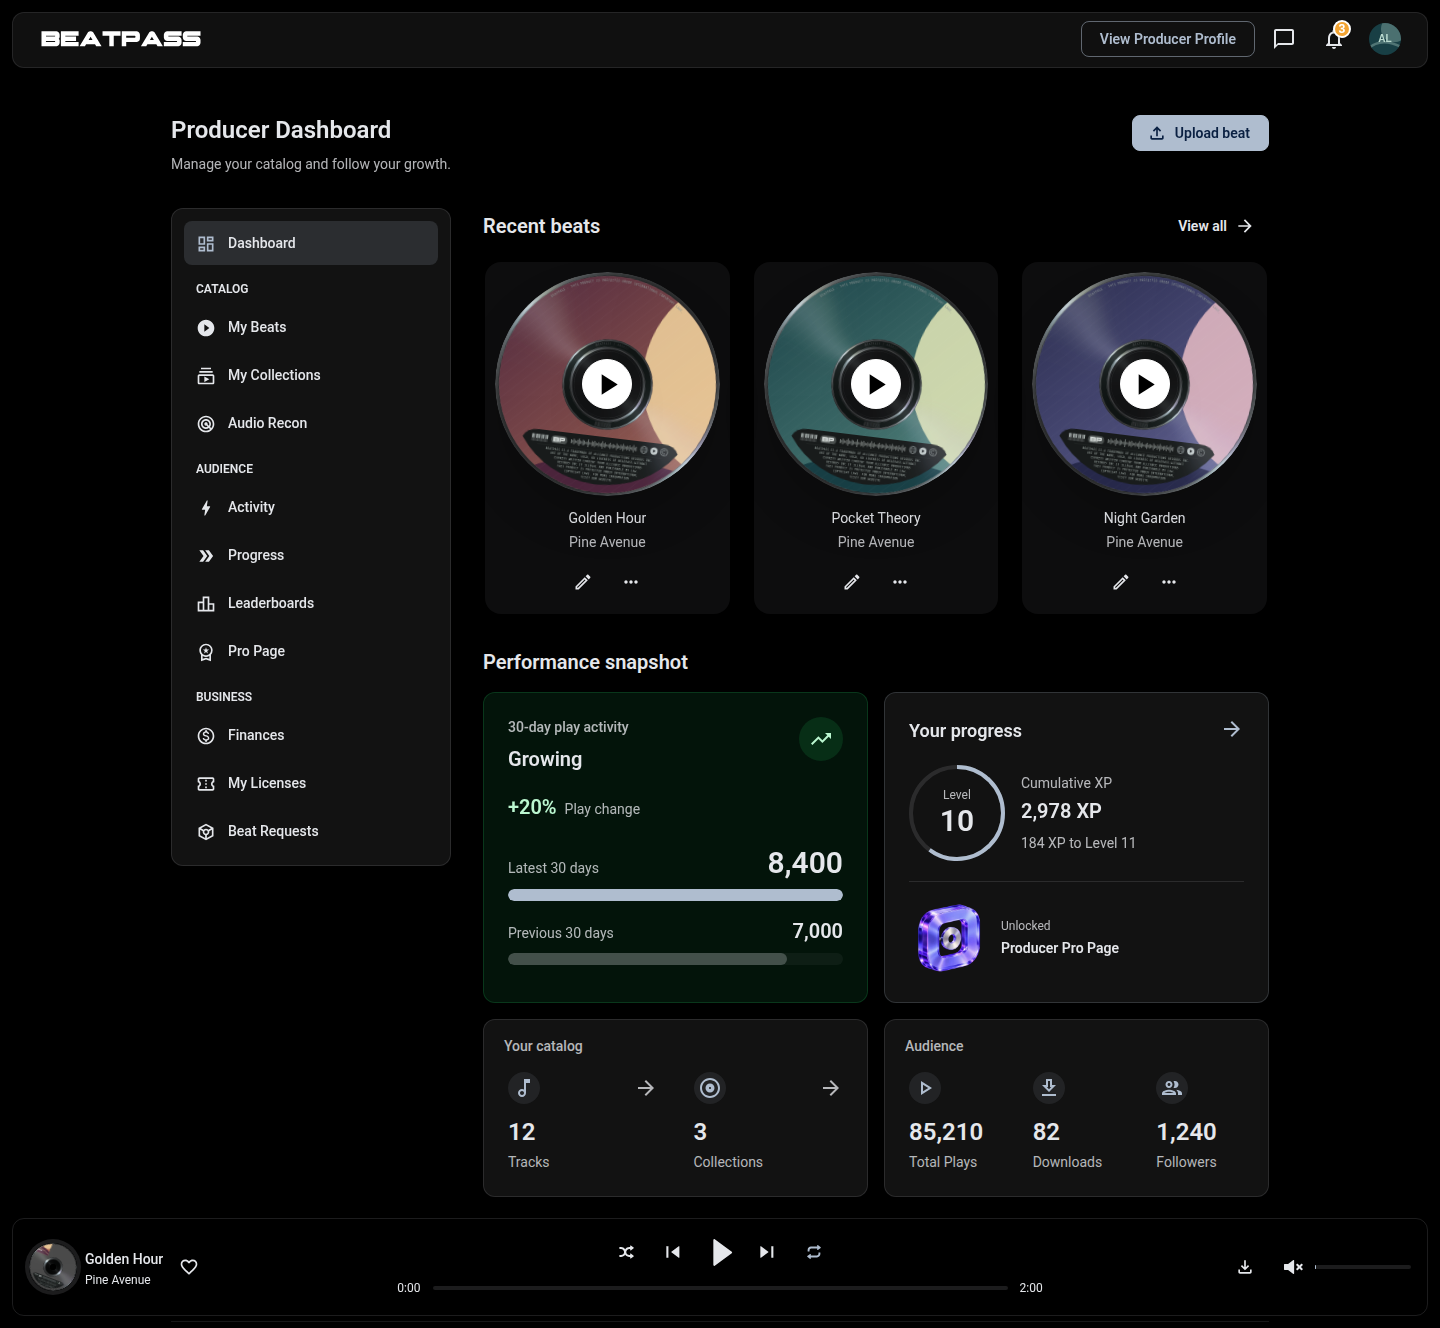 BEATPASS
View Producer Profile
3
AL
Producer Dashboard
Manage your catalog and follow your growth.
Upload beat
Dashboard
CATALOG
My Beats
My Collections
Audio Recon
AUDIENCE
Activity
Progress
Leaderboards
Pro Page
BUSINESS
Finances
My Licenses
Beat Requests
Recent beats
View all
BP
BP
BP
Golden Hour
Pine Avenue
Pocket Theory
Pine Avenue
Night Garden
Pine Avenue
Performance snapshot
30-day play activity
Growing
+20% Play change
Latest 30 days 8,400
Previous 30 days 7,000
Your progress
Level
10
Cumulative XP
2,978 XP
184 XP to Level 11
Unlocked
Producer Pro Page
Your catalog
12
Tracks
3
Collections
Audience
85,210
Total Plays
82
Downloads
1,240
Followers
Golden Hour
Pine Avenue
0:00
2:00